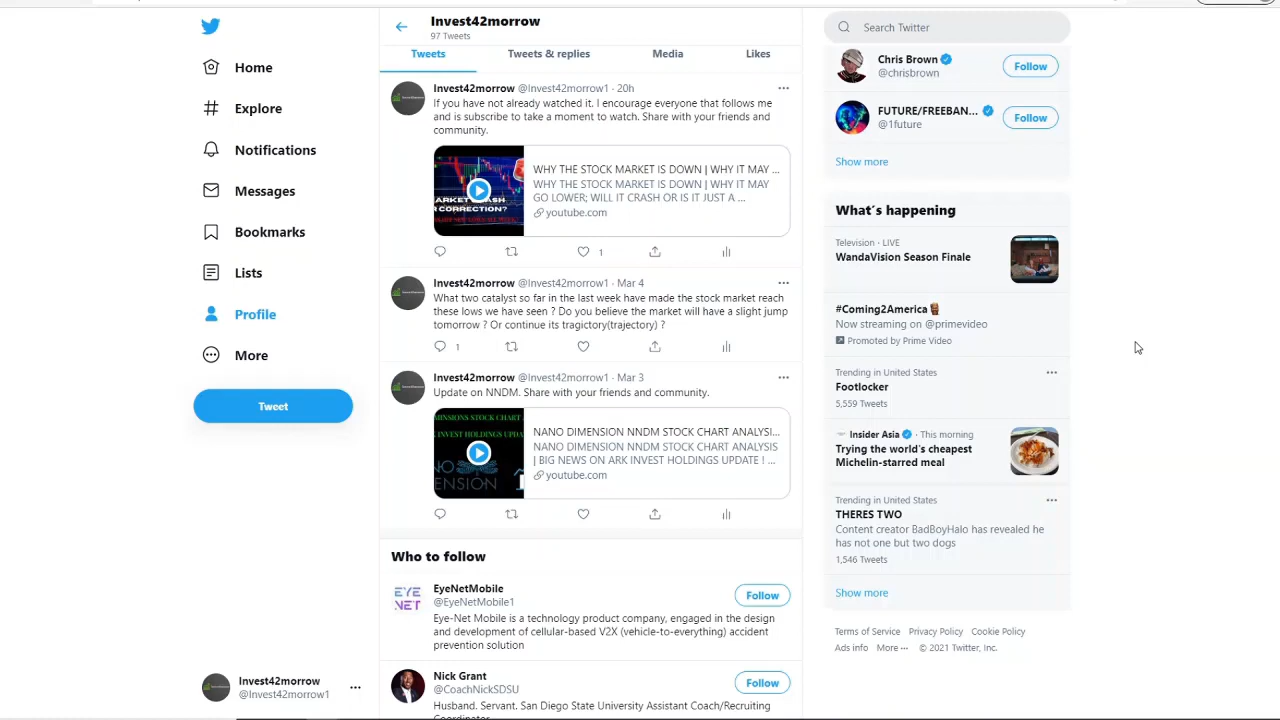 Home
Explore
Notifications
Messages
Bookmarks
Lists
Profile
More
Tweet
Invest42morrow
@Invest42morrow1
Invest42morrow
97 Tweets
Tweets
Tweets & replies
Media
Likes
Invest42morrow @Invest42morrow1 · 20h
If you have not already watched it. I encourage everyone that follows me
and is subscribe to take a moment to watch. Share with your friends and
community.
WHY THE STOCK MARKET IS DOWN | WHY IT MAY ...
WHY THE STOCK MARKET IS DOWN | WHY IT MAY
GO LOWER; WILL IT CRASH OR IS IT JUST A ...
youtube.com
1
Invest42morrow @Invest42morrow1 · Mar 4
What two catalyst so far in the last week have made the stock market reach
these lows we have seen ? Do you believe the market will have a slight jump
tomorrow ? Or continue its tragictory(trajectory) ?
1
Invest42morrow @Invest42morrow1 · Mar 3
Update on NNDM. Share with your friends and community.
NANO DIMENSION NNDM STOCK CHART ANALYSI...
NANO DIMENSION NNDM STOCK CHART ANALYSIS
| BIG NEWS ON ARK INVEST HOLDINGS UPDATE ! ...
youtube.com
Who to follow
EYE
NET
EyeNetMobile
@EyeNetMobile1
Follow
Eye-Net Mobile is a technology product company, engaged in the design
and development of cellular-based V2X (vehicle-to-everything) accident
prevention solution
Nick Grant
@CoachNickSDSU
Follow
Husband. Servant. San Diego State University Assistant Coach/Recruiting
Search Twitter
Chris Brown
@chrisbrown
Follow
FUTURE/FREEBAN...
@1future
Follow
Show more
What's happening
Television · LIVE
WandaVision Season Finale
#Coming2America
Now streaming on @primevideo
Promoted by Prime Video
Trending in United States
Footlocker
5,559 Tweets
Insider Asia · This morning
Trying the world's cheapest
Michelin-starred meal
Trending in United States
THERES TWO
Content creator BadBoyHalo has revealed he
has not one but two dogs
1,546 Tweets
Show more
Terms of Service Privacy Policy Cookie Policy
Ads info More ··· © 2021 Twitter, Inc.